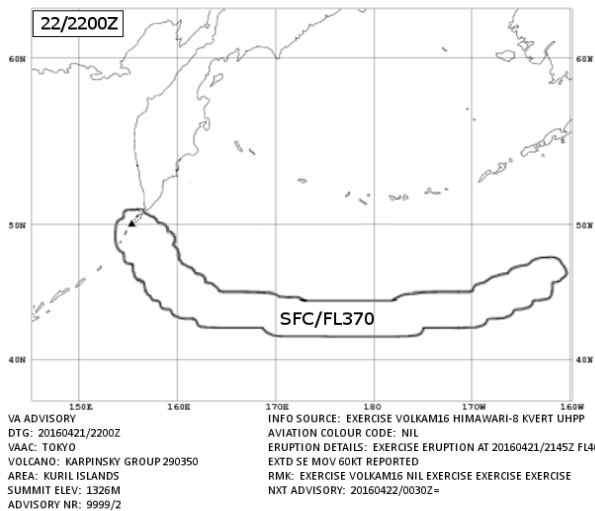 22/2200Z
60N
60N
50N
50N
SFC/FL370
40N
40N
150E
160E
170E
180
170W
160W
VA ADVISORY
DTG: 20160421/2200Z
VAAC: TOKYO
VOLCANO: KARPINSKY GROUP 290350
AREA: KURIL ISLANDS
SUMMIT ELEV: 1326M
ADVISORY NR: 9999/2
INFO SOURCE: EXERCISE VOLKAM16 HIMAWARI-8 KVERT UHPP
AVIATION COLOUR CODE: NIL
ERUPTION DETAILS: EXERCISE ERUPTION AT 20160421/2145Z
EXTD SE MOV 60KT REPORTED
RMK: EXERCISE VOLKAM16 NIL EXERCISE EXERCISE EXERCISE
NXT ADVISORY: 20160422/0030Z=